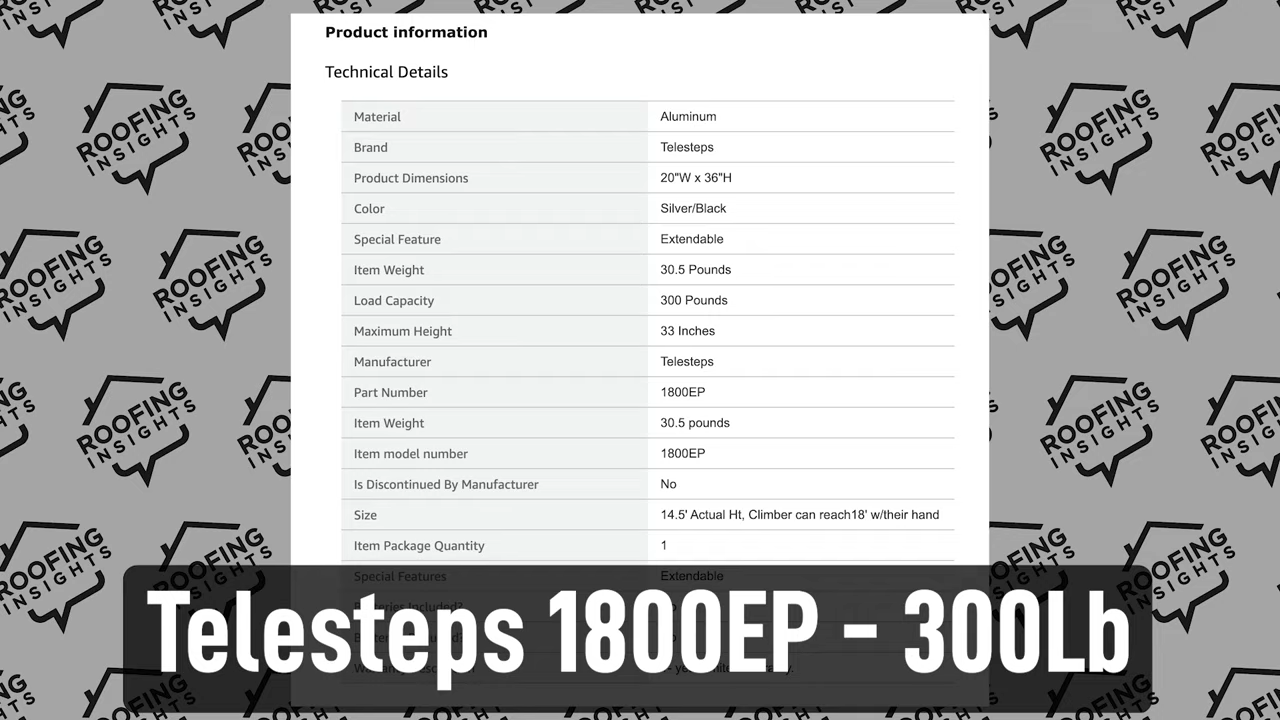 Product information
Technical Details
Material Aluminum
Brand Telesteps
Product Dimensions 20"W x 36"H
Color Silver/Black
Special Feature Extendable
Item Weight 30.5 Pounds
Load Capacity 300 Pounds
Maximum Height 33 Inches
Manufacturer Telesteps
Part Number 1800EP
Item Weight 30.5 pounds
Item model number 1800EP
Is Discontinued By Manufacturer No
Size 14.5' Actual Ht, Climber can reach18' w/their hand
Item Package Quantity 1
Special Features Extendable
Telesteps 1800EP - 300Lb
ROOFING
INSIGHTS